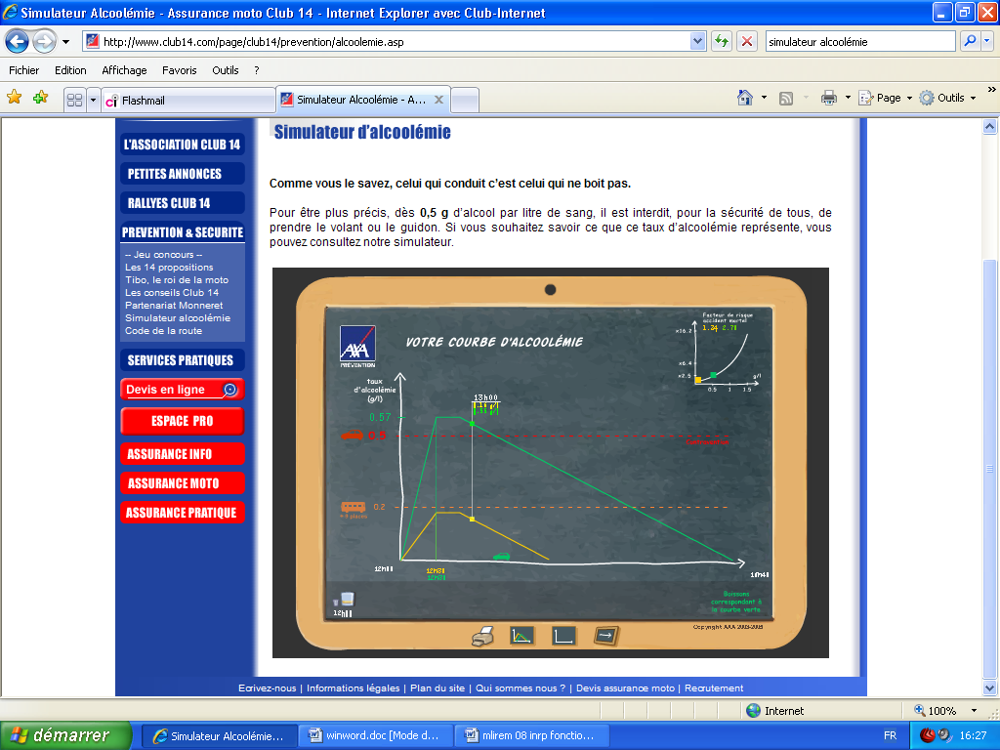 Simulateur Alcoolémie - Assurance moto Club 14 - Internet Explorer avec Club-Internet
http://www.club14.com/page/club14/prevention/alcoolemie.asp
simulateur alcoolémie
Fichier Edition Affichage Favoris Outils ?
Flashmail
Simulateur Alcoolémie - A...
Page
Outils
L'ASSOCIATION CLUB 14
PETITES ANNONCES
RALLYES CLUB 14
PREVENTION & SECURITE
-- Jeu concours --
Les 14 propositions
Tibo, le roi de la moto
Les conseils Club 14
Partenariat Monneret
Simulateur alcoolémie
Code de la route
SERVICES PRATIQUES
Devis en ligne
ESPACE PRO
ASSURANCE INFO
ASSURANCE MOTO
ASSURANCE PRATIQUE
Simulateur d'alcoolémie
Comme vous le savez, celui qui conduit c'est celui qui ne boit pas.
Pour être plus précis, dès 0,5 g d'alcool par litre de sang, il est interdit, pour la sécurité de tous, de
prendre le volant ou le guidon. Si vous souhaitez savoir ce que ce taux d'alcoolémie représente, vous
pouvez consultez notre simulateur.
AXA
PRÉVENTION
VOTRE COURBE D'ALCOOLÉMIE
Facteur de risque
accident mortel
1.34 2.78
x16.2
x6.4
x2.5
g/l
0.5 1 1.5
taux
d'alcoolémie
(g/l)
13h00
0.57
0.5
0.2
12h00
12h30
12h30
12h00
Boissons
correspondant à
la courbe verte
Copyright AXA 2003-2008
Ecrivez-nous | Informations légales | Plan du site | Qui sommes nous ? | Devis assurance moto | Recrutement
Internet
100%
démarrer
Simulateur Alcoolémie...
winword.doc [Mode d...
mlirem 08 inrp fonctio...
FR
16:27